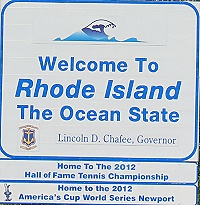 Welcome To
Rhode Island
The Ocean State
Lincoln D. Chafee, Governor
Home To The 2012
Hall of Fame Tennis Championship
Home to the 2012
America's Cup World Series Newport